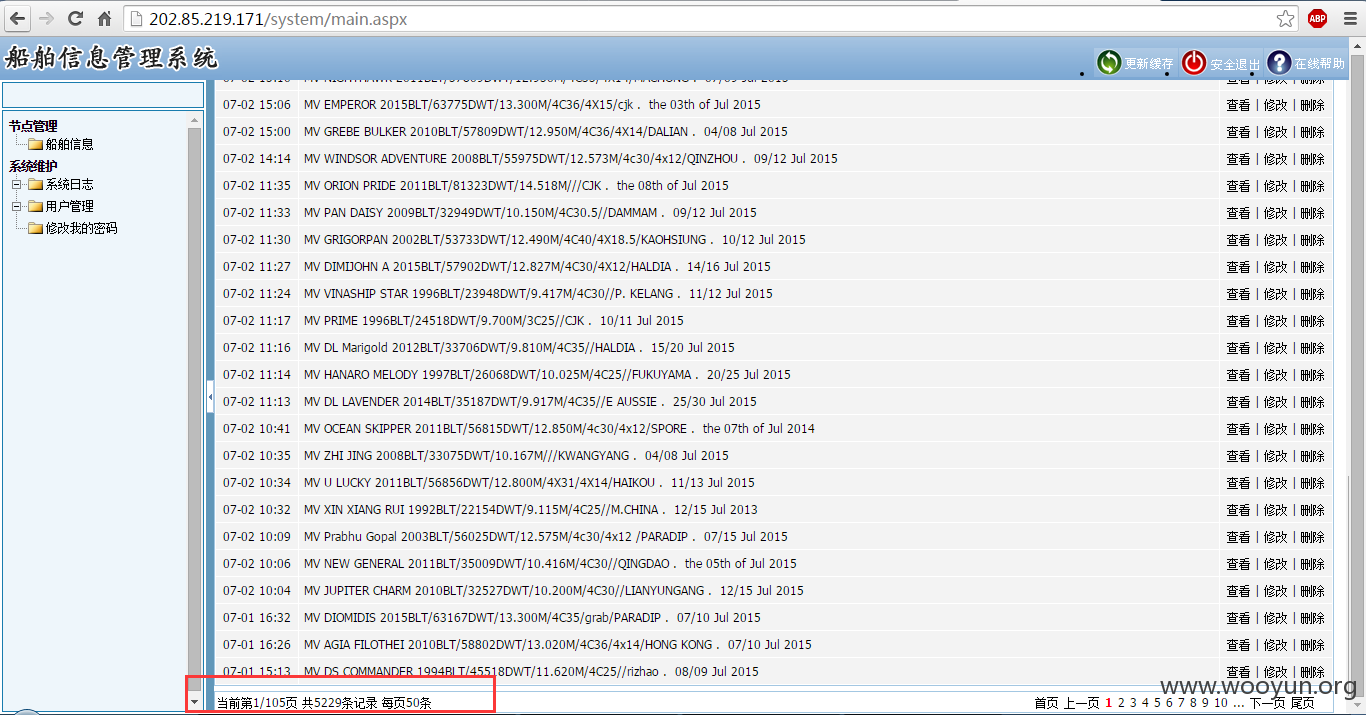 202.85.219.171/system/main.aspx
ABP
船舶信息管理系统
更新缓存 安全退出 在线帮助
节点管理
船舶信息
系统维护
系统日志
用户管理
修改我的密码
07-02 15:06 MV EMPEROR 2015BLT/63775DWT/13.300M/4C36/4X15/cjk . the 03th of Jul 2015 查看 | 修改 | 删除
07-02 15:00 MV GREBE BULKER 2010BLT/57809DWT/12.950M/4C36/4X14/DALIAN . 04/08 Jul 2015 查看 | 修改 | 删除
07-02 14:14 MV WINDSOR ADVENTURE 2008BLT/55975DWT/12.573M/4c30/4x12/QINZHOU . 09/12 Jul 2015 查看 | 修改 | 删除
07-02 11:35 MV ORION PRIDE 2011BLT/81323DWT/14.518M///CJK . the 08th of Jul 2015 查看 | 修改 | 删除
07-02 11:33 MV PAN DAISY 2009BLT/32949DWT/10.150M/4C30.5//DAMMAM . 09/12 Jul 2015 查看 | 修改 | 删除
07-02 11:30 MV GRIGORPAN 2002BLT/53733DWT/12.490M/4C40/4X18.5/KAOHSIUNG . 10/12 Jul 2015 查看 | 修改 | 删除
07-02 11:27 MV DIMIJOHN A 2015BLT/57902DWT/12.827M/4C30/4X12/HALDIA . 14/16 Jul 2015 查看 | 修改 | 删除
07-02 11:24 MV VINASHIP STAR 1996BLT/23948DWT/9.417M/4C30//P. KELANG . 11/12 Jul 2015 查看 | 修改 | 删除
07-02 11:17 MV PRIME 1996BLT/24518DWT/9.700M/3C25//CJK . 10/11 Jul 2015 查看 | 修改 | 删除
07-02 11:16 MV DL Marigold 2012BLT/33706DWT/9.810M/4C35//HALDIA . 15/20 Jul 2015 查看 | 修改 | 删除
07-02 11:14 MV HANARO MELODY 1997BLT/26068DWT/10.025M/4C25//FUKUYAMA . 20/25 Jul 2015 查看 | 修改 | 删除
07-02 11:13 MV DL LAVENDER 2014BLT/35187DWT/9.917M/4C35//E AUSSIE . 25/30 Jul 2015 查看 | 修改 | 删除
07-02 10:41 MV OCEAN SKIPPER 2011BLT/56815DWT/12.850M/4c30/4x12/SPORE . the 07th of Jul 2014 查看 | 修改 | 删除
07-02 10:35 MV ZHI JING 2008BLT/33075DWT/10.167M///KWANGYANG . 04/08 Jul 2015 查看 | 修改 | 删除
07-02 10:34 MV U LUCKY 2011BLT/56856DWT/12.800M/4X31/4X14/HAIKOU . 11/13 Jul 2015 查看 | 修改 | 删除
07-02 10:32 MV XIN XIANG RUI 1992BLT/22154DWT/9.115M/4C25//M.CHINA . 12/15 Jul 2013 查看 | 修改 | 删除
07-02 10:09 MV Prabhu Gopal 2003BLT/56025DWT/12.575M/4c30/4x12 /PARADIP . 07/15 Jul 2015 查看 | 修改 | 删除
07-02 10:06 MV NEW GENERAL 2011BLT/35009DWT/10.416M/4C30//QINGDAO . the 05th of Jul 2015 查看 | 修改 | 删除
07-02 10:04 MV JUPITER CHARM 2010BLT/32527DWT/10.200M/4C30//LIANYUNGANG . 12/15 Jul 2015 查看 | 修改 | 删除
07-01 16:32 MV DIOMIDIS 2015BLT/63167DWT/13.300M/4C35/grab/PARADIP . 07/10 Jul 2015 查看 | 修改 | 删除
07-01 16:26 MV AGIA FILOTHEI 2010BLT/58802DWT/13.020M/4C36/4x14/HONG KONG . 07/10 Jul 2015 查看 | 修改 | 删除
07-01 15:13 MV DS COMMANDER 1994BLT/45518DWT/11.620M/4C25//rizhao . 08/09 Jul 2015 查看 | 修改 | 删除
当前第1/105页 共5229条记录 每页50条 首页 上一页 1 2 3 4 5 6 7 8 9 10 ... 下一页 尾页
www.wooyun.org